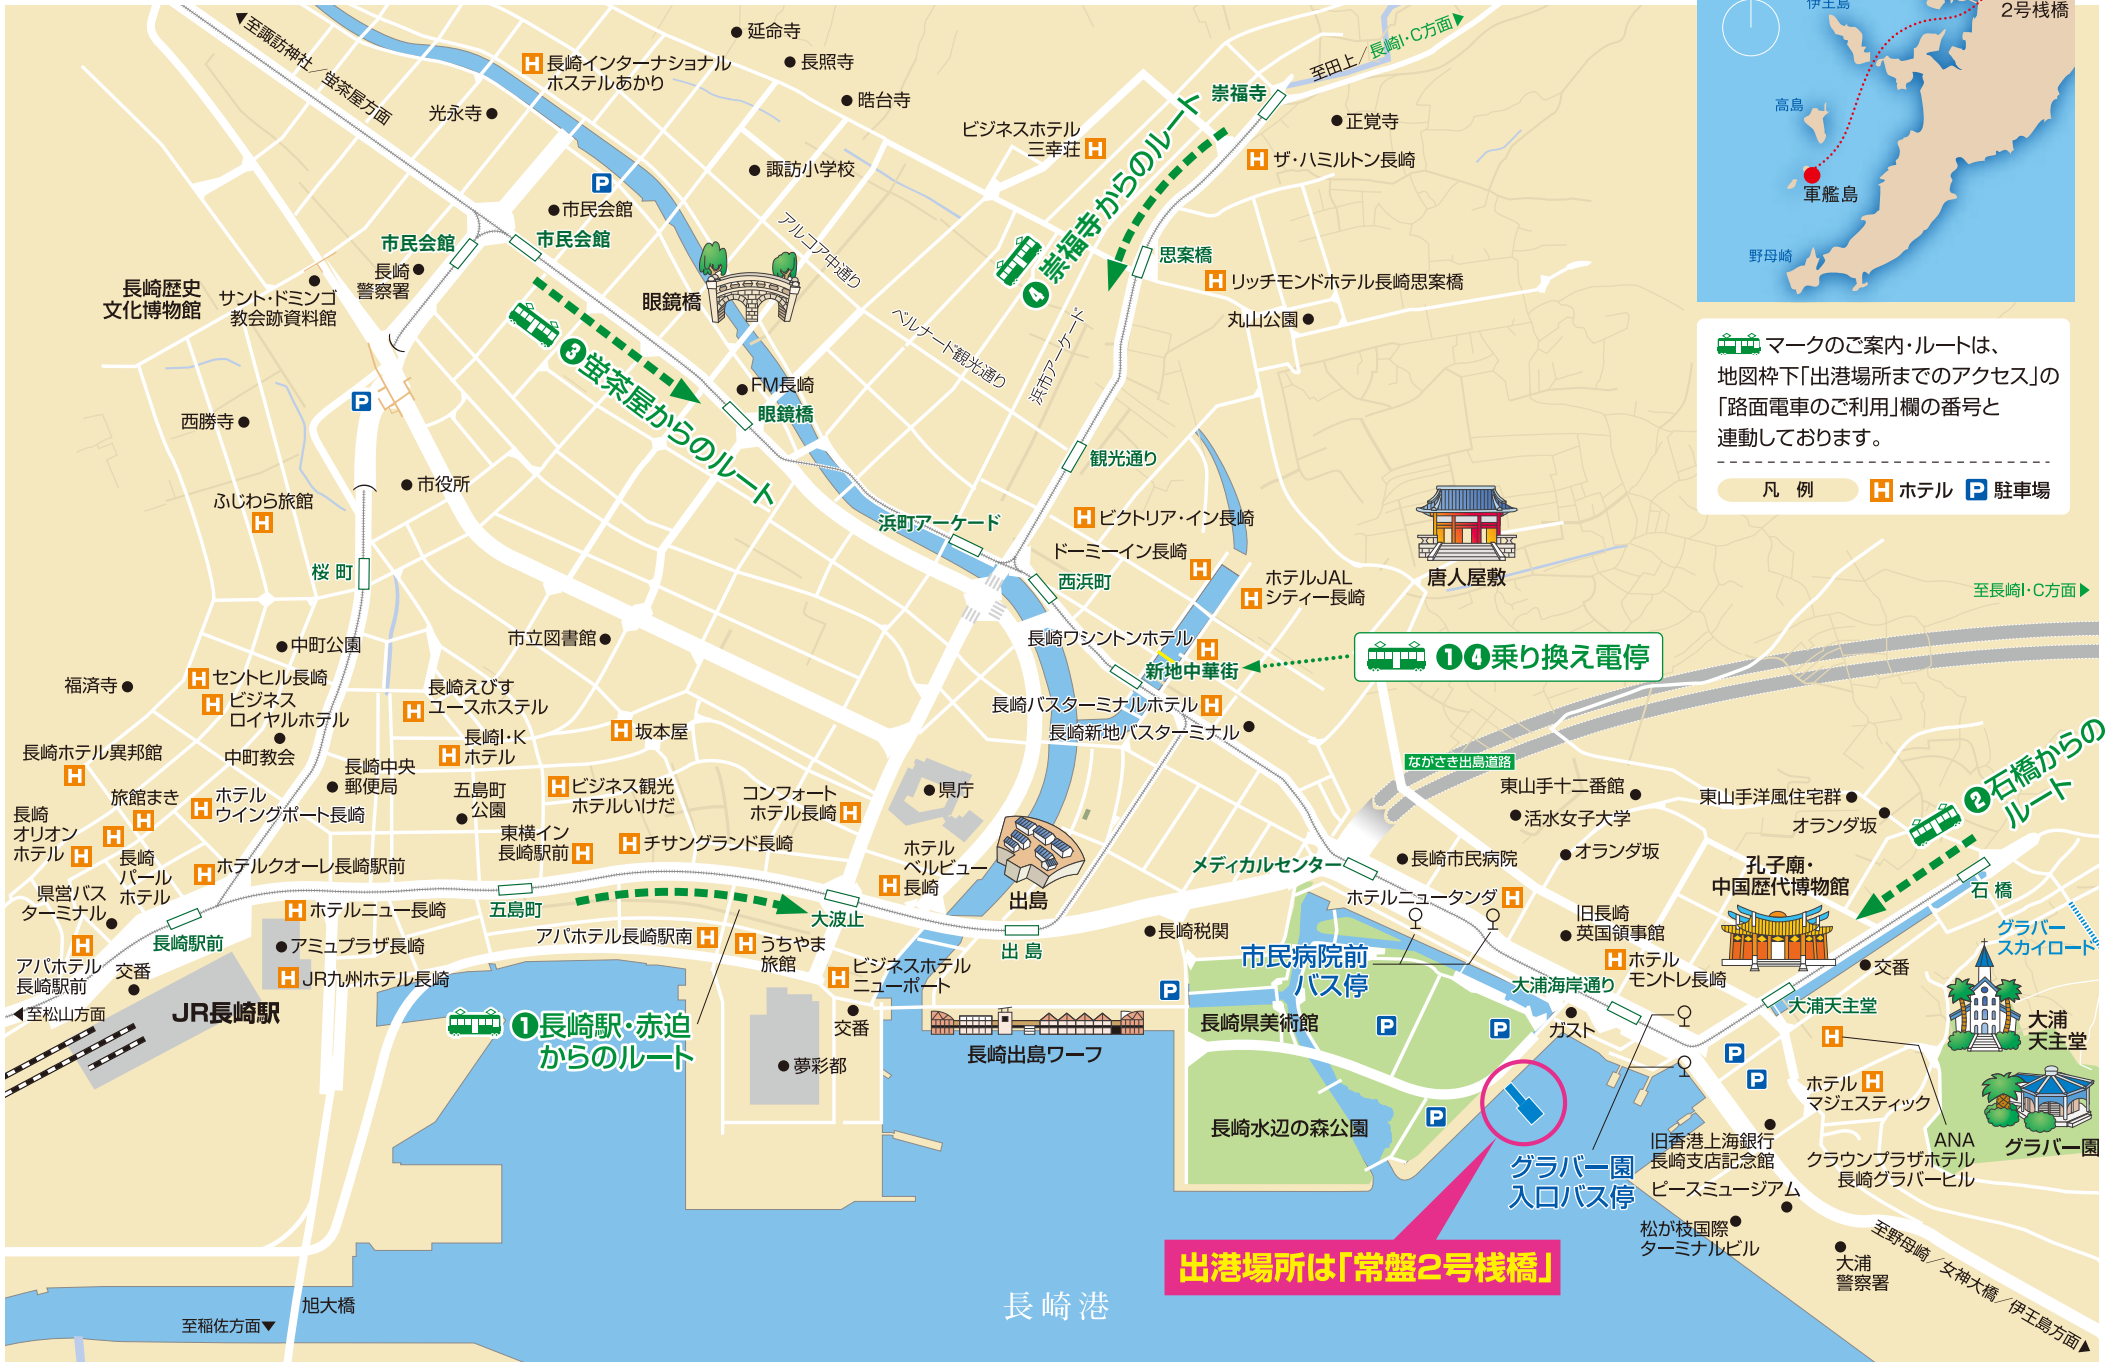 至諏訪神社／蛍茶屋方面
長崎インターナショナル
ホステルあかり
延命寺
長照寺
晧台寺
光永寺
諏訪小学校
市民会館
市民会館
市民会館
長崎
警察署
長崎歴史
文化博物館
サント・ドミンゴ
教会跡資料館
眼鏡橋
アルコア中通り
ベルナード観光通り
浜市アーケード
❸蛍茶屋からのルート
FM長崎
眼鏡橋
西勝寺
市役所
ふじわら旅館
桜町
ビジネスホテル
三幸荘
崇福寺
至田上／長崎I・C方面
正覚寺
ザ・ハミルトン長崎
❹崇福寺からのルート
思案橋
リッチモンドホテル長崎思案橋
丸山公園
観光通り
浜町アーケード
ビクトリア・イン長崎
ドーミーイン長崎
西浜町
ホテルJAL
シティー長崎
唐人屋敷
伊王島
2号桟橋
高島
軍艦島
野母崎
マークのご案内・ルートは、
地図枠下「出港場所までのアクセス」の
「路面電車のご利用」欄の番号と
連動しております。
凡 例
H ホテル
P 駐車場
至長崎I・C方面▶
長崎ワシントンホテル
新地中華街
❶❹乗り換え電停
長崎バスターミナルホテル
長崎新地バスターミナル
ながさき出島道路
中町公園
市立図書館
福済寺
セントヒル長崎
ビジネス
ロイヤルホテル
中町教会
長崎えびす
ユースホステル
長崎I・K
ホテル
坂本屋
長崎ホテル異邦館
長崎中央
郵便局
五島町
公園
ビジネス観光
ホテルいけだ
コンフォート
ホテル長崎
県庁
旅館まき
ホテル
ウイングポート長崎
長崎
オリオン
ホテル
長崎
パール
ホテル
東横イン
長崎駅前
チサングランド長崎
ホテル
ベルビュー
長崎
出島
ホテルクオーレ長崎駅前
県営バス
ターミナル
長崎駅前
ホテルニュー長崎
五島町
大波止
出島
アミュプラザ長崎
アパホテル長崎駅南
うちやま
旅館
アパホテル
長崎駅前
交番
JR九州ホテル長崎
ビジネスホテル
ニューポート
◀至松山方面
JR長崎駅
❶長崎駅・赤迫
からのルート
交番
夢彩都
長崎出島ワーフ
メディカルセンター
長崎市民病院
東山手十二番館
活水女子大学
オランダ坂
東山手洋風住宅群
オランダ坂
❷石橋からの
ルート
孔子廟・
中国歴代博物館
石橋
ホテルニュータンダ
旧長崎
英国領事館
長崎税関
市民病院前
バス停
ホテル
モントレ長崎
グラバー
スカイロード
交番
大浦海岸通り
大浦天主堂
大浦
天主堂
ガスト
長崎県美術館
長崎水辺の森公園
グラバー園
入口バス停
ホテル
マジェスティック
旧香港上海銀行
長崎支店記念館
ANA
クラウンプラザホテル
長崎グラバーヒル
グラバー園
ピースミュージアム
松が枝国際
ターミナルビル
大浦
警察署
至野母崎／女神大橋／伊王島方面
出港場所は「常盤2号桟橋」
長崎港
旭大橋
至稲佐方面▼